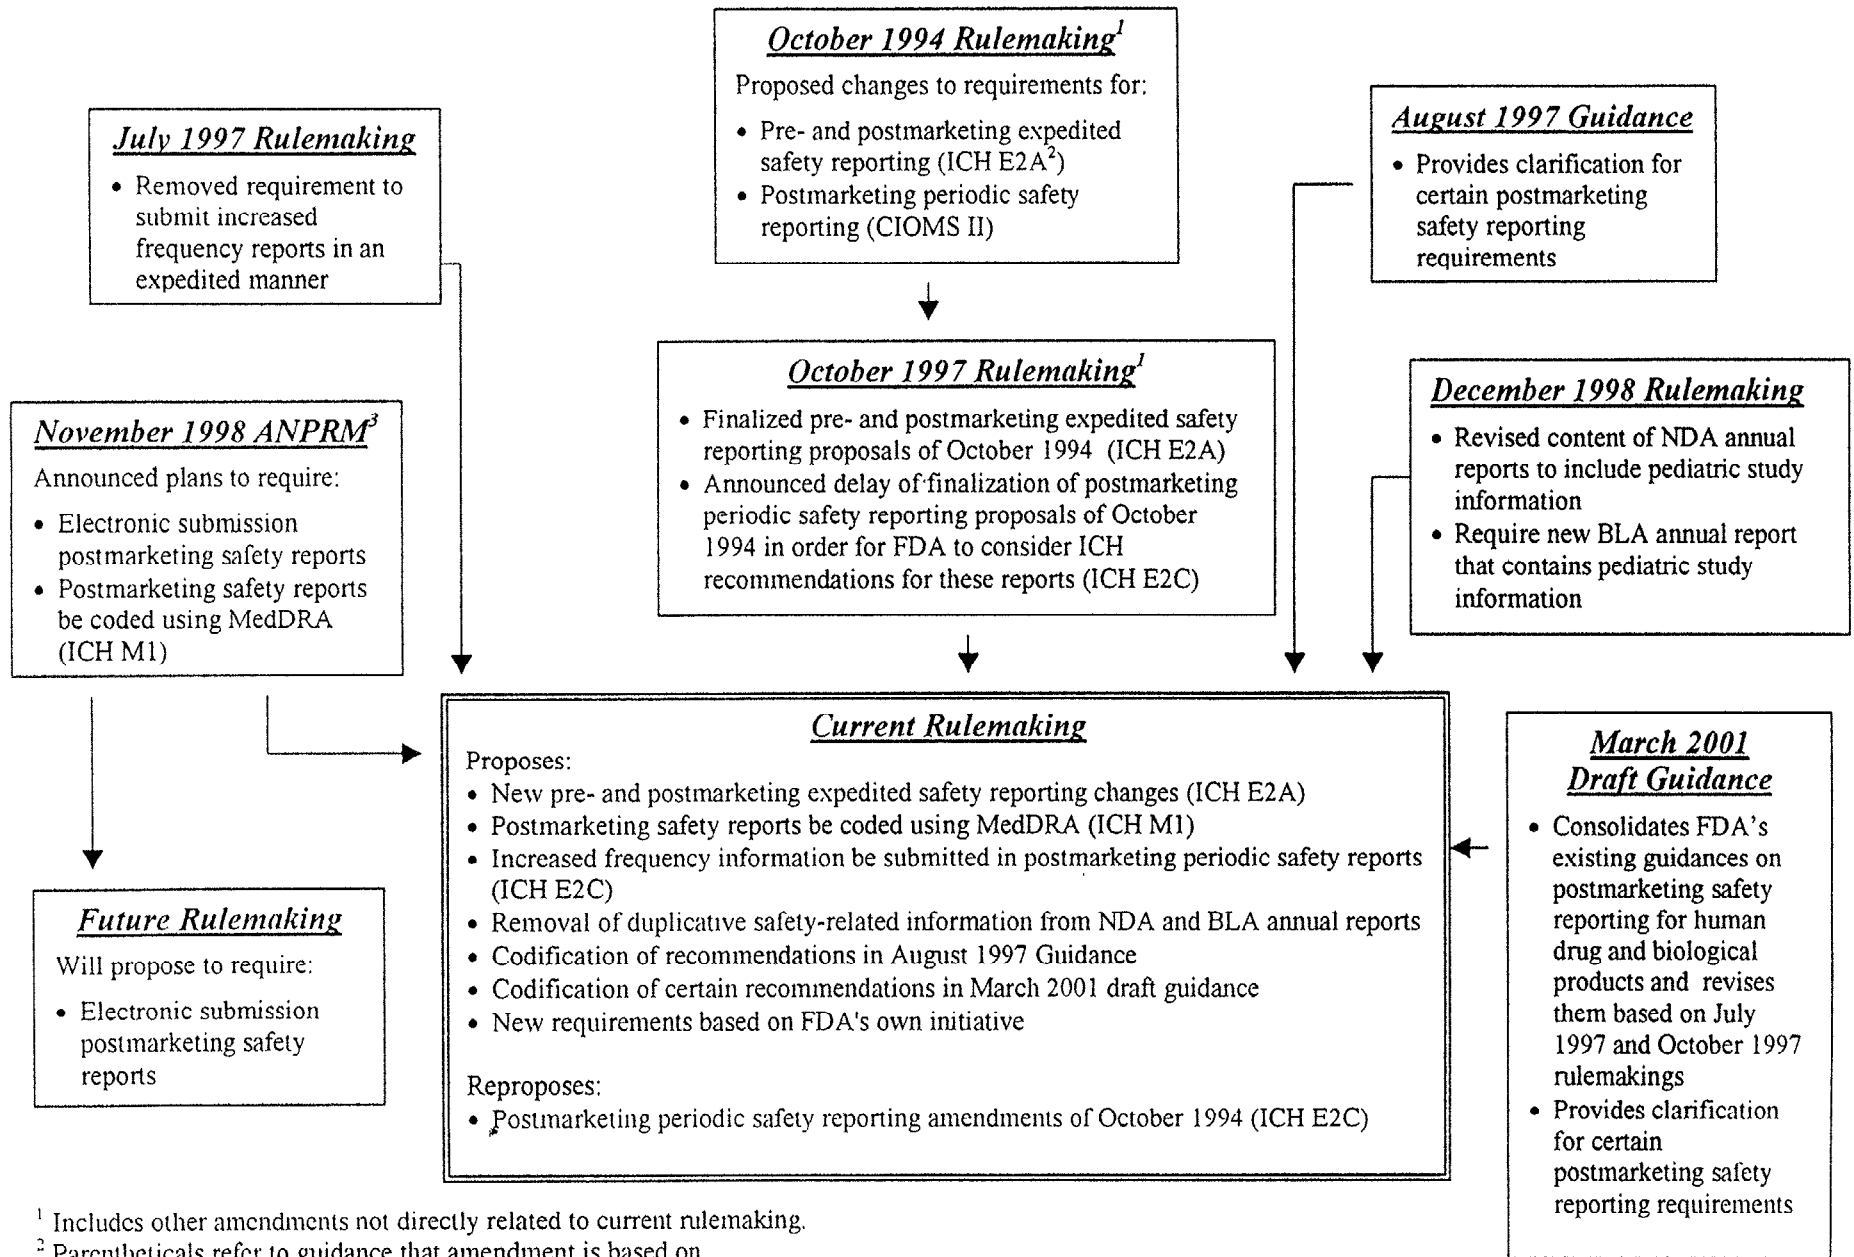 October 1994 Rulemaking1
Proposed changes to requirements for:
• Pre- and postmarketing expedited
safety reporting (ICH E2A2)
• Postmarketing periodic safety
reporting (CIOMS II)
July 1997 Rulemaking
• Removed requirement to
submit increased
frequency reports in an
expedited manner
August 1997 Guidance
• Provides clarification for
certain postmarketing
safety reporting
requirements
October 1997 Rulemaking1
• Finalized pre- and postmarketing expedited safety
reporting proposals of October 1994 (ICH E2A)
• Announced delay of finalization of postmarketing
periodic safety reporting proposals of October
1994 in order for FDA to consider ICH
recommendations for these reports (ICH E2C)
December 1998 Rulemaking
• Revised content of NDA annual
reports to include pediatric study
information
• Require new BLA annual report
that contains pediatric study
information
November 1998 ANPRM3
Announced plans to require:
• Electronic submission
postmarketing safety reports
• Postmarketing safety reports
be coded using MedDRA
(ICH M1)
Current Rulemaking
Proposes:
• New pre- and postmarketing expedited safety reporting changes (ICH E2A)
• Postmarketing safety reports be coded using MedDRA (ICH M1)
• Increased frequency information be submitted in postmarketing periodic safety reports
(ICH E2C)
• Removal of duplicative safety-related information from NDA and BLA annual reports
• Codification of recommendations in August 1997 Guidance
• Codification of certain recommendations in March 2001 draft guidance
• New requirements based on FDA's own initiative
Reproposes:
• Postmarketing periodic safety reporting amendments of October 1994 (ICH E2C)
March 2001
Draft Guidance
• Consolidates FDA's
existing guidances on
postmarketing safety
reporting for human
drug and biological
products and revises
them based on July
1997 and October 1997
rulemakings
• Provides clarification
for certain
postmarketing safety
reporting requirements
Future Rulemaking
Will propose to require:
• Electronic submission
postmarketing safety
reports
1 Includes other amendments not directly related to current rulemaking.
2 Parentheticals refer to guidance that amendment is based on